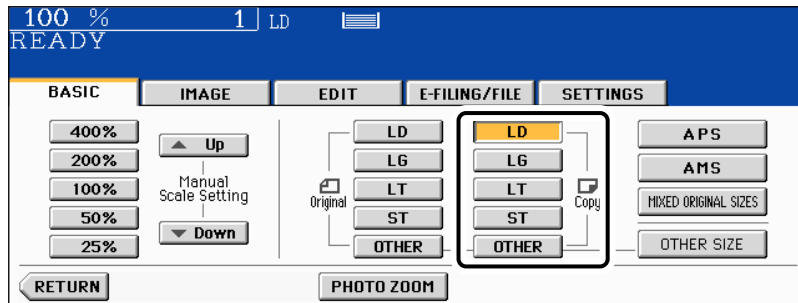 100 % 1 LD
READY
BASIC IMAGE EDIT E-FILING/FILE SETTINGS
400% Up LD LD APS
200% LG LG AMS
100% Manual Scale Setting Original LT LT Copy MIXED ORIGINAL SIZES
50% ST ST
25% Down OTHER OTHER OTHER SIZE
RETURN PHOTO ZOOM